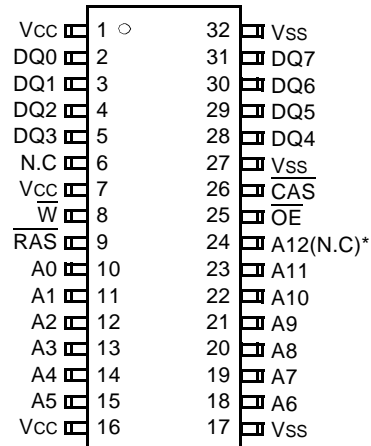 VCC 1 32 VSS
DQ0 2 31 DQ7
DQ1 3 30 DQ6
DQ2 4 29 DQ5
DQ3 5 28 DQ4
N.C 6 27 VSS
VCC 7 26 C̅A̅S̅
W̅ 8 25 O̅E̅
R̅A̅S̅ 9 24 A12(N.C)*
A0 10 23 A11
A1 11 22 A10
A2 12 21 A9
A3 13 20 A8
A4 14 19 A7
A5 15 18 A6
VCC 16 17 VSS